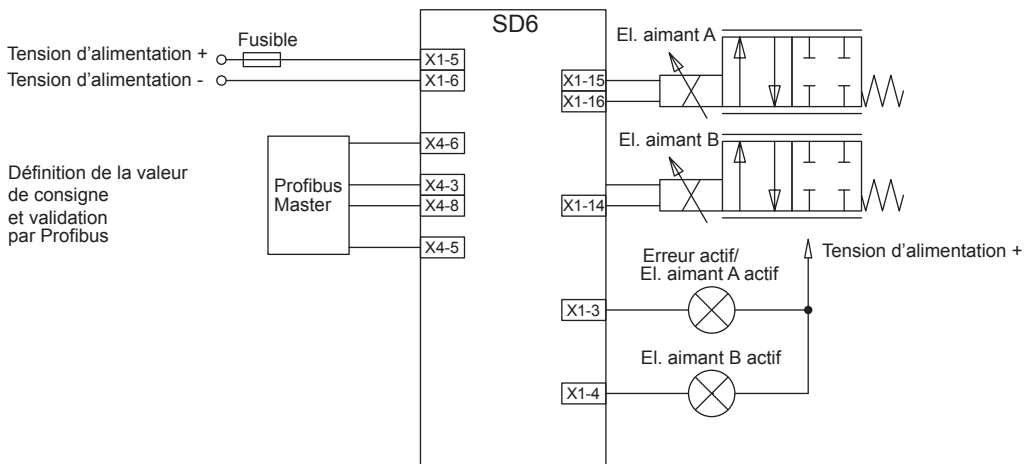 SD6
Fusible
Tension d’alimentation +
Tension d’alimentation -
X1-5
X1-6
Définition de la valeur
de consigne
et validation
par Profibus
Profibus
Master
X4-6
X4-3
X4-8
X4-5
El. aimant A
X1-15
X1-16
El. aimant B
X1-14
Tension d’alimentation +
Erreur actif/
El. aimant A actif
X1-3
El. aimant B actif
X1-4